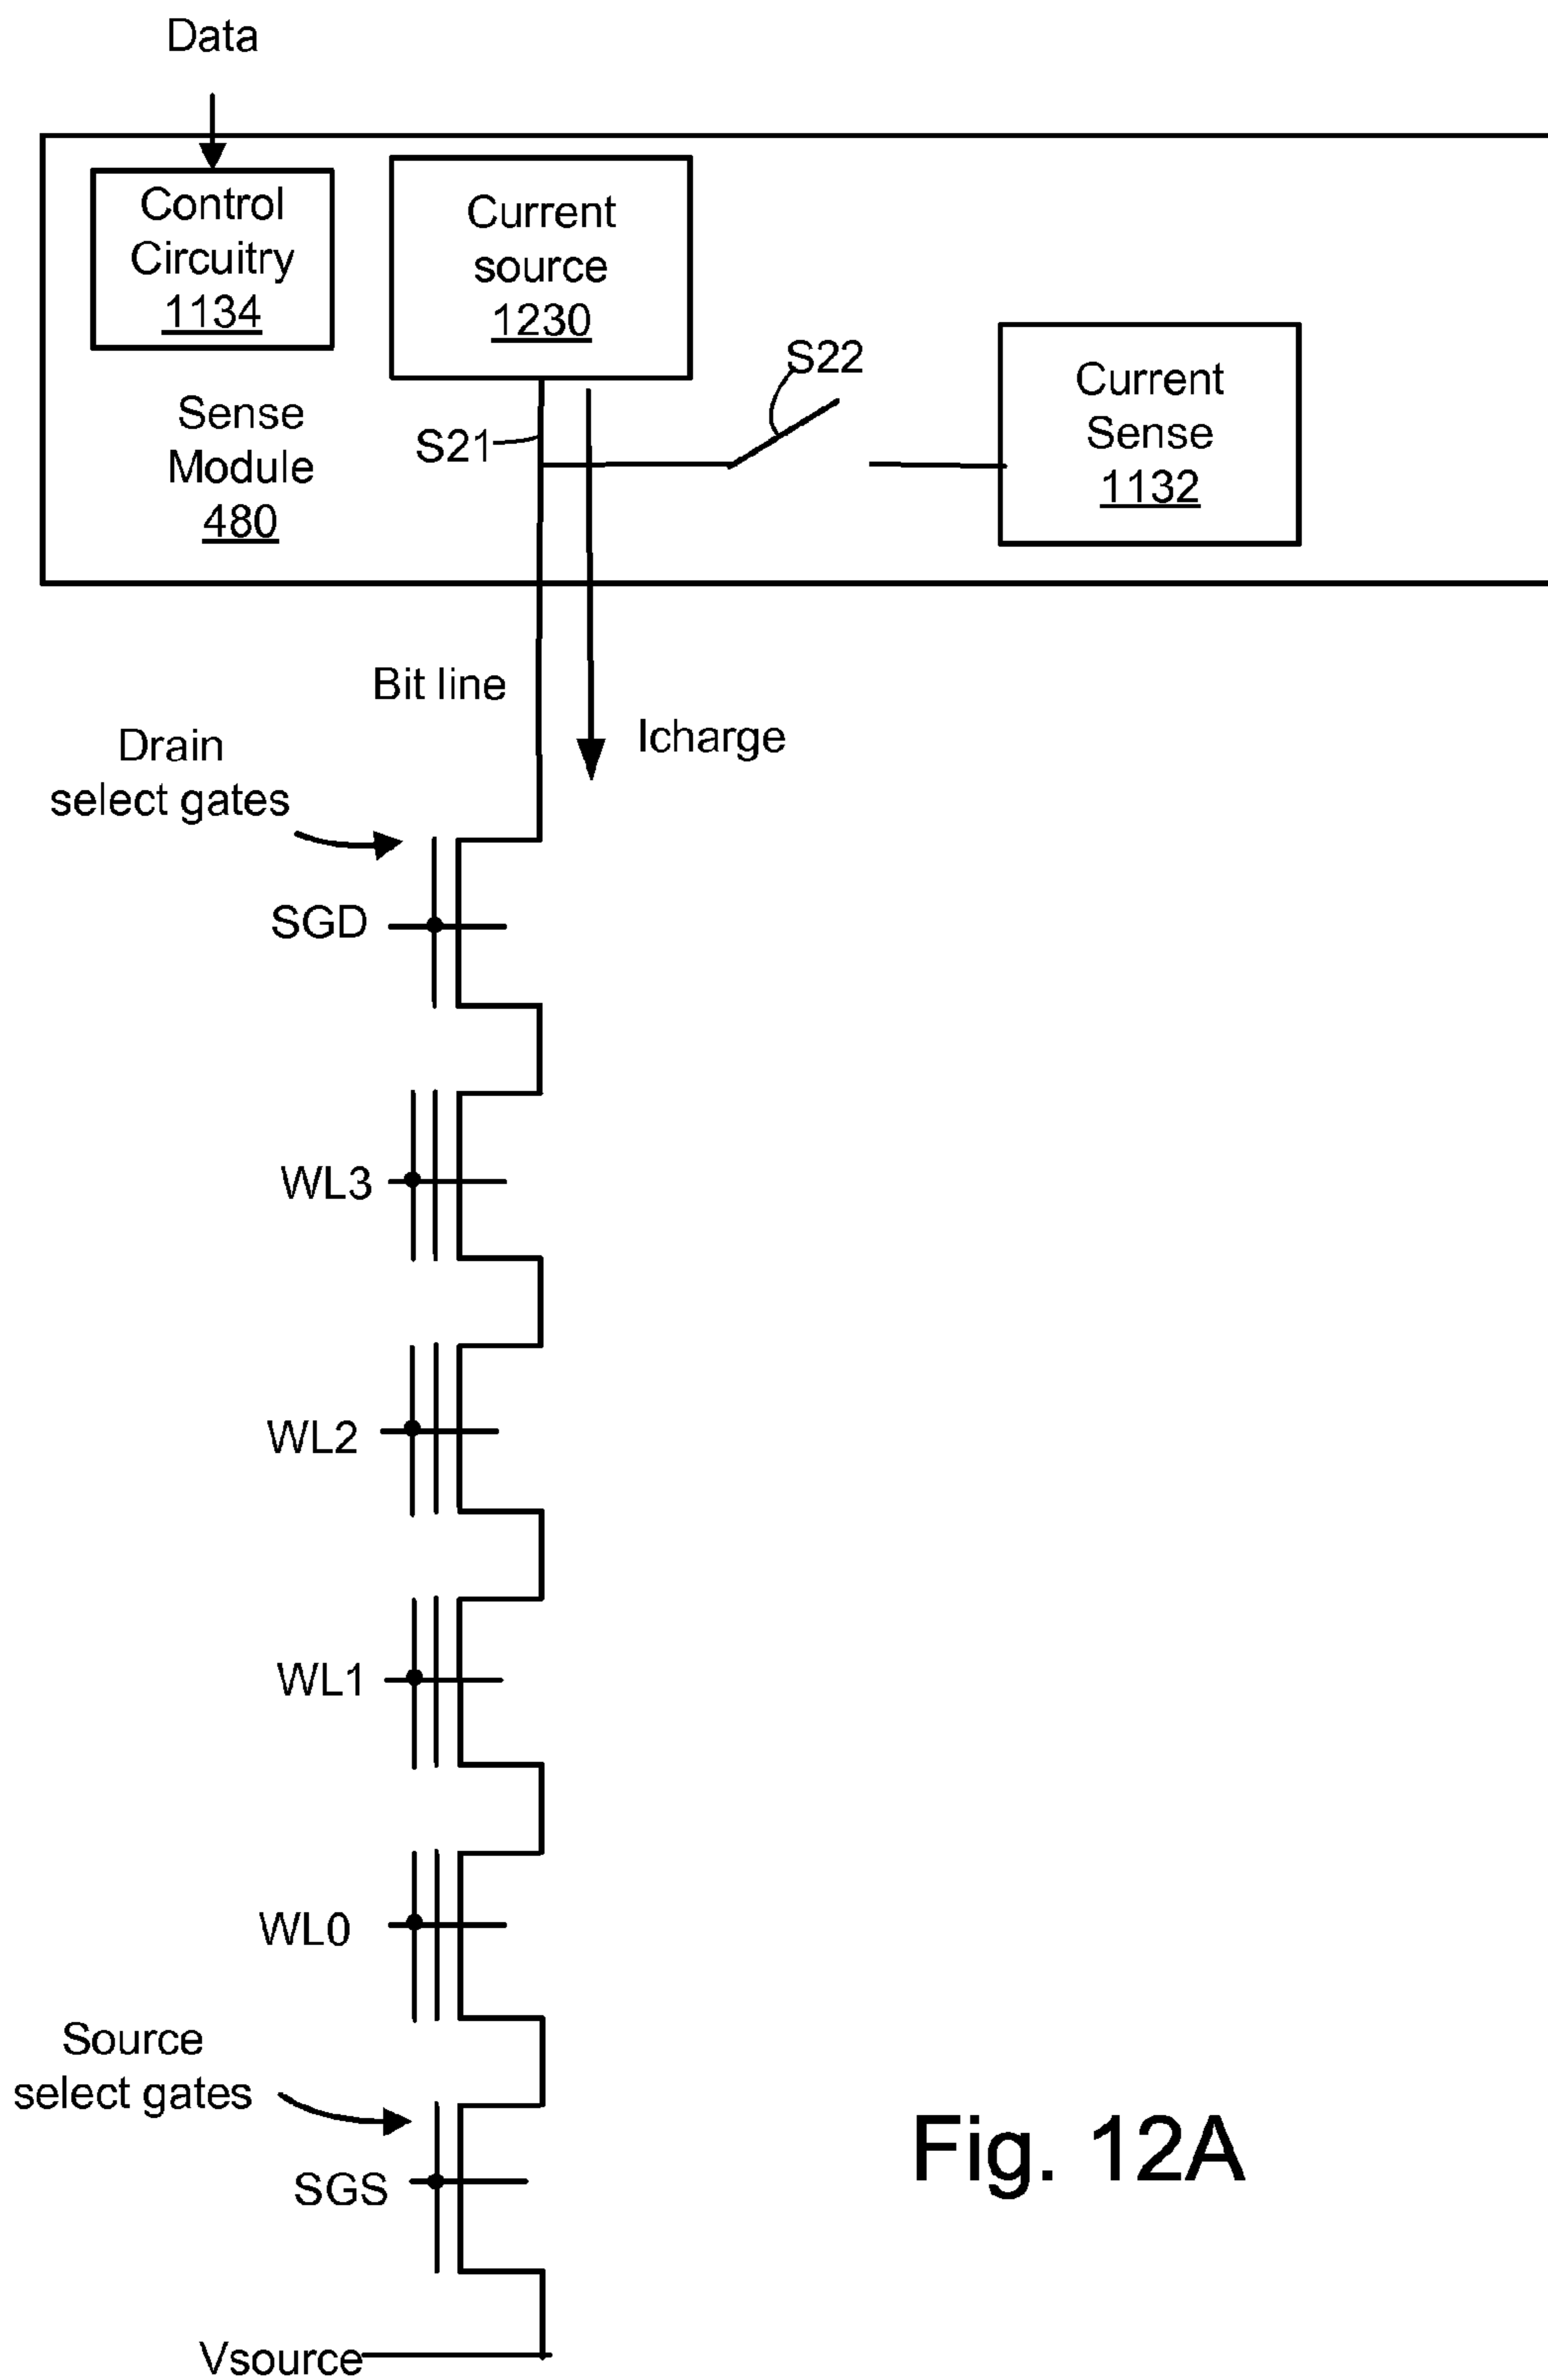 Data
Control
Circuitry
1134
Current
source
1230
S22
Current
Sense
1132
Sense
Module
480
S21
Bit line
Icharge
Drain
select gates
SGD
WL3
WL2
WL1
WL0
Source
select gates
SGS
Vsource
Fig. 12A